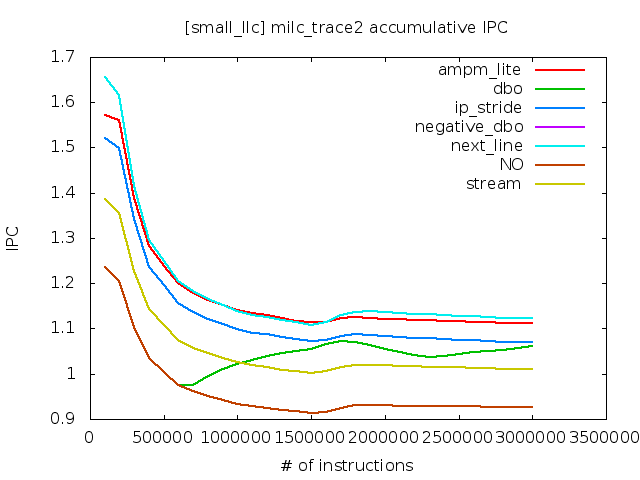 [small_llc] milc_trace2 accumulative IPC
1.7
1.6
1.5
1.4
1.3
1.2
1.1
1
0.9
IPC
ampm_lite
dbo
ip_stride
negative_dbo
next_line
NO
stream
0 500000 1000000 1500000 2000000 2500000 3000000 3500000
# of instructions